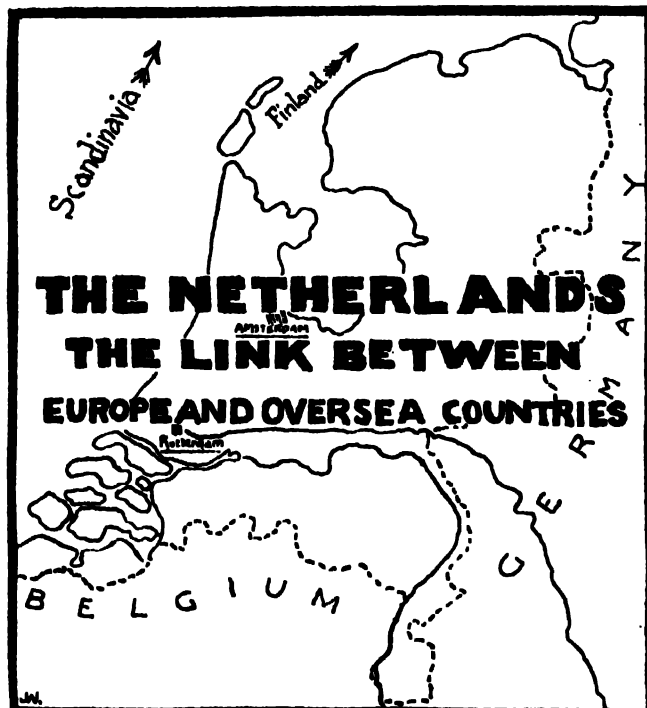 Scandinavia
Finland
THE NETHERLANDS
AMSTERDAM
THE LINK BETWEEN
EUROPE AND OVERSEA COUNTRIES
Rotterdam
GERMANY
BELGIUM
J.W.